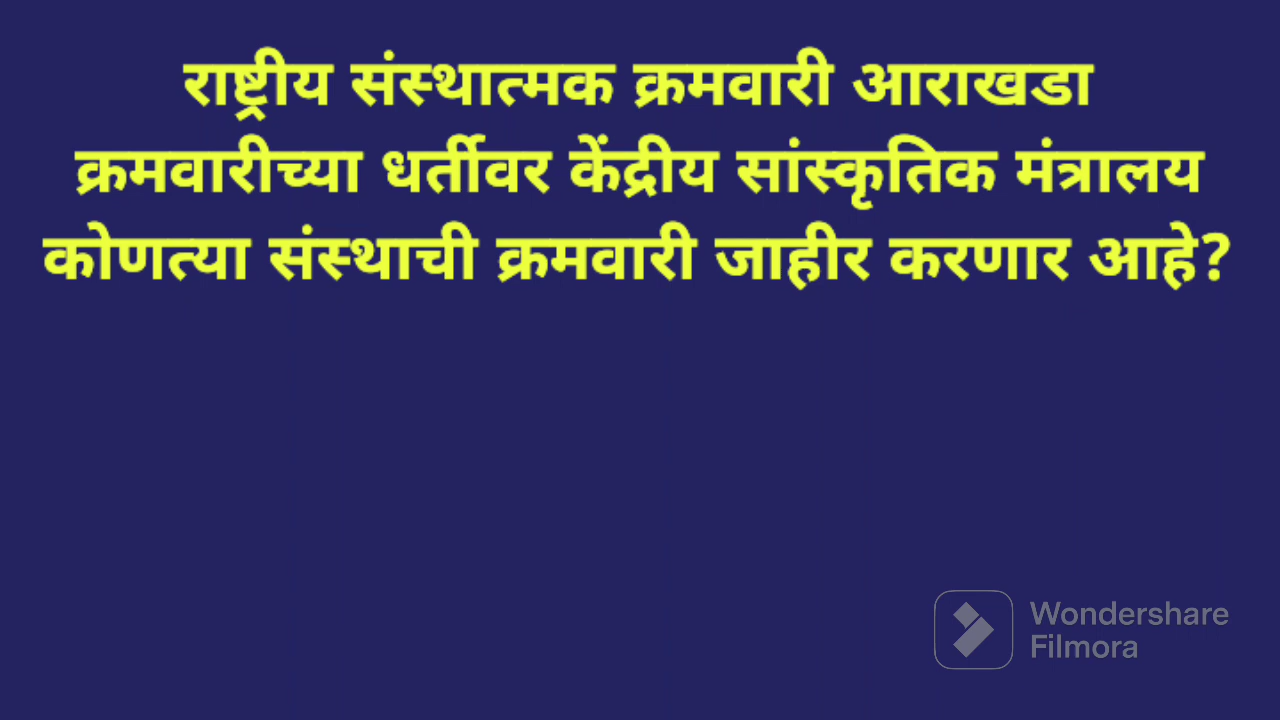 राष्ट्रीय संस्थात्मक क्रमवारी आराखडा
क्रमवारीच्या धर्तीवर केंद्रीय सांस्कृतिक मंत्रालय
कोणत्या संस्थाची क्रमवारी जाहीर करणार आहे?
Wondershare
Filmora